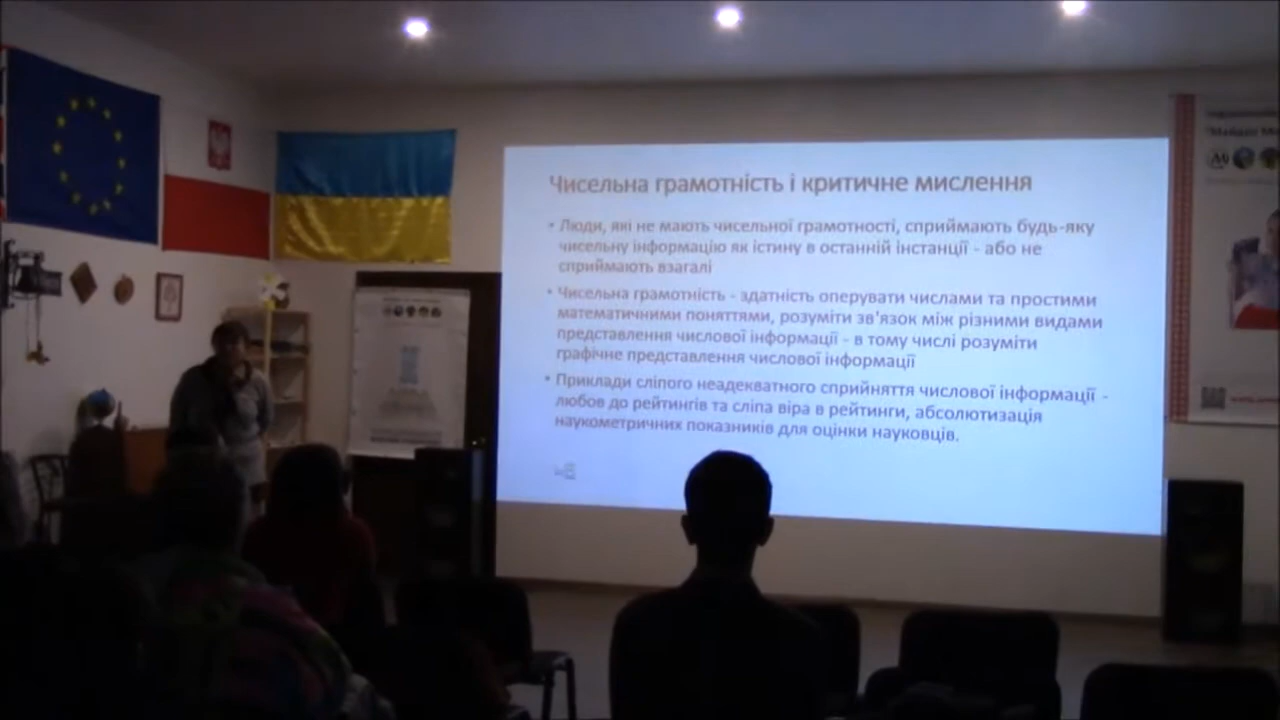 Чисельна грамотність і критичне мислення
• Люди, які не мають чисельної грамотності, сприймають будь-яку
чисельну інформацію як істину в останній інстанції - або не
сприймають взагалі
• Чисельна грамотність - здатність оперувати числами та простими
математичними поняттями, розуміти зв'язок між різними видами
представлення числової інформації - в тому числі розуміти
графічне представлення числової інформації
• Приклади сліпого неадекватного сприйняття числової інформації -
любов до рейтингів та сліпа віра в рейтинги, абсолютизація
наукометричних показників для оцінки науковців.